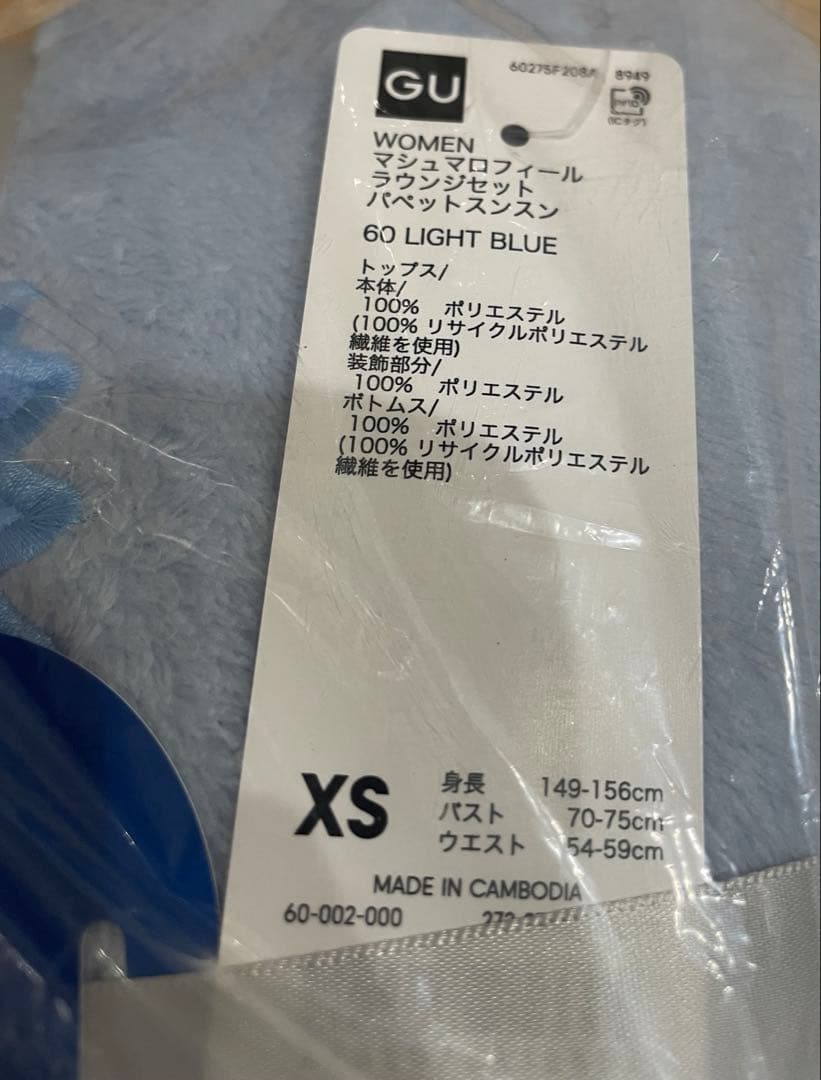 GU
8949
(ICタグ)
WOMEN
マシュマロフィール
ラウンジセット
パペットスンスン
60 LIGHT BLUE
トップス/
本体/
100% ポリエステル
(100% リサイクルポリエステル
繊維を使用)
装飾部分/
100% ポリエステル
ボトムス/
100% ポリエステル
(100% リサイクルポリエステル
繊維を使用)
XS
身長 149-156cm
バスト 70-75cm
ウエスト 54-59cm
MADE IN CAMBODIA
60-002-000